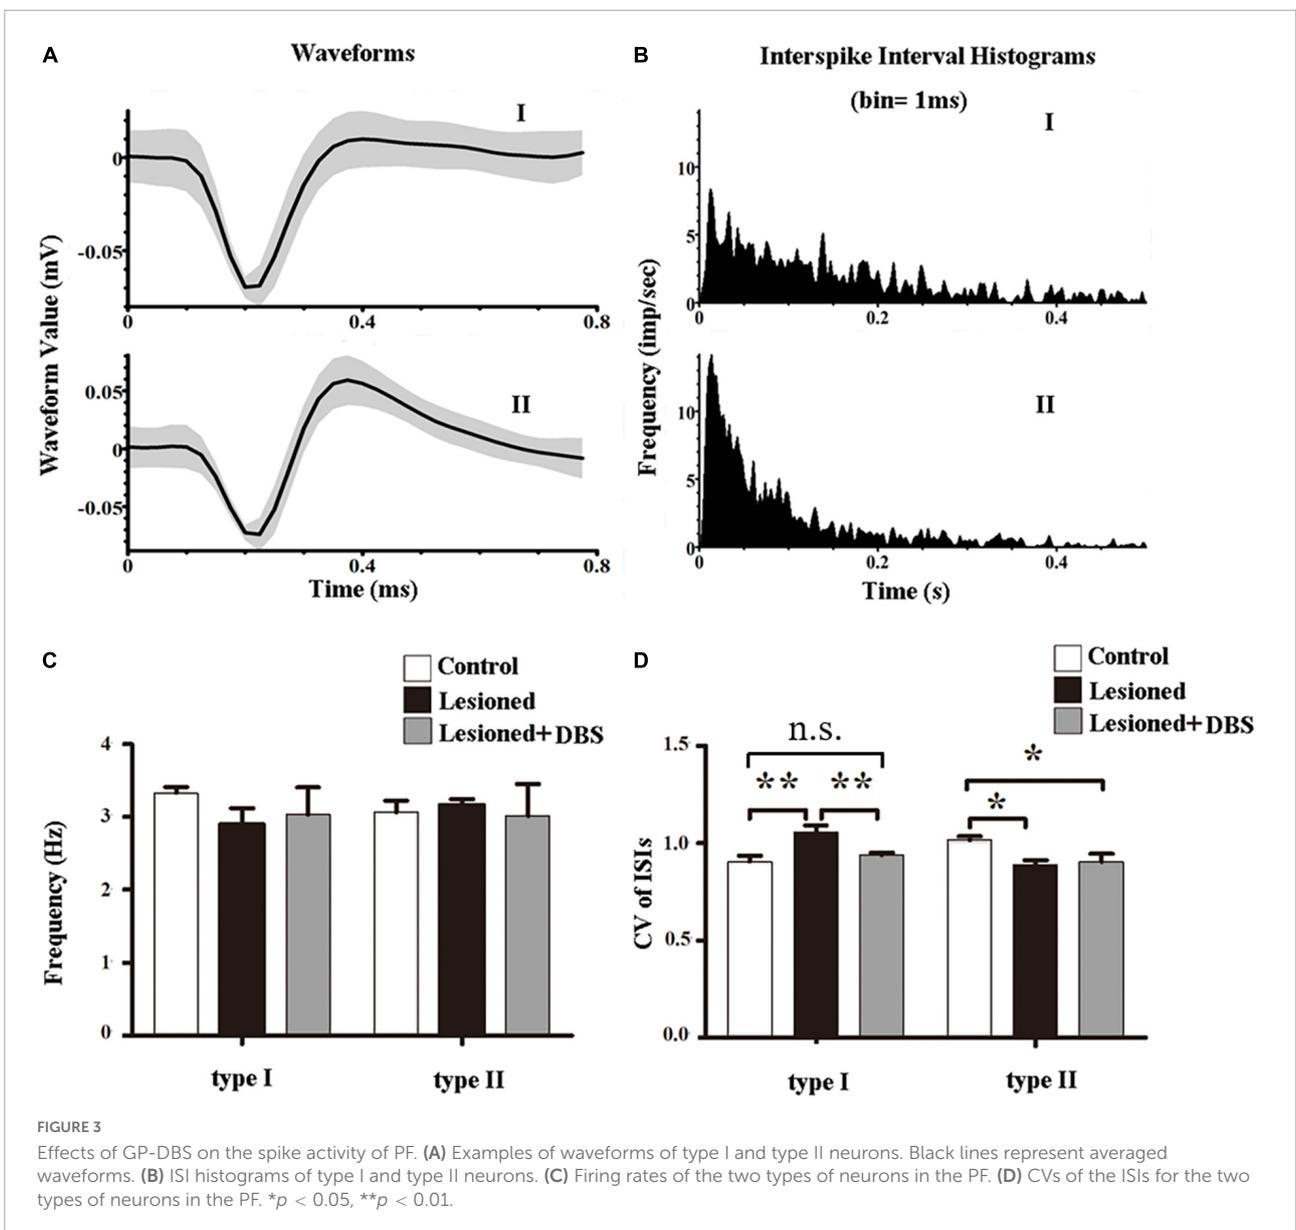 A
Waveforms
I
0
-0.05
0
0.4
0.8
Waveform Value (mV)
II
0.05
0
-0.05
0
0.4
0.8
Time (ms)
B
Interspike Interval Histograms
(bin= 1ms)
I
10
5
0
0
0.2
0.4
Frequency (imp/sec)
II
10
5
0
0
0.2
0.4
Time (s)
C
Control
Lesioned
Lesioned+DBS
4
3
2
1
0
Frequency (Hz)
type I
type II
D
Control
Lesioned
Lesioned+DBS
1.5
1.0
0.5
0.0
CV of ISIs
n.s.
**
**
*
*
type I
type II
FIGURE 3
Effects of GP-DBS on the spike activity of PF. (A) Examples of waveforms of type I and type II neurons. Black lines represent averaged
waveforms. (B) ISI histograms of type I and type II neurons. (C) Firing rates of the two types of neurons in the PF. (D) CVs of the ISIs for the two
types of neurons in the PF. *p < 0.05, **p < 0.01.